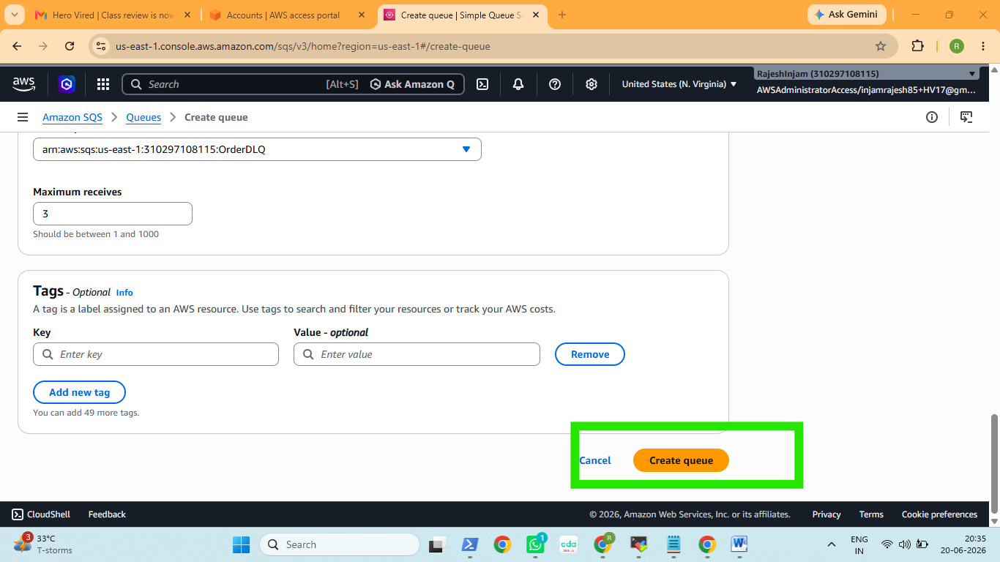 Hero Vired | Class review is now
Accounts | AWS access portal
Create queue | Simple Queue Se
Ask Gemini
us-east-1.console.aws.amazon.com/sqs/v3/home?region=us-east-1#/create-queue
R
aws
Search
[Alt+S]
Ask Amazon Q
United States (N. Virginia)
RajeshInjam (310297108115)
AWSAdministratorAccess/injamrajesh85+HV17@gm...
Amazon SQS
Queues
Create queue
arn:aws:sqs:us-east-1:310297108115:OrderDLQ
Maximum receives
3
Should be between 1 and 1000
Tags - Optional Info
A tag is a label assigned to an AWS resource. Use tags to search and filter your resources or track your AWS costs.
Key
Value - optional
Enter key
Enter value
Remove
Add new tag
You can add 49 more tags.
Cancel
Create queue
CloudShell
Feedback
© 2026, Amazon Web Services, Inc. or its affiliates.
Privacy
Terms
Cookie preferences
3
33°C
T-storms
Search
1
cda
R
ENG
IN
20:35
20-06-2026